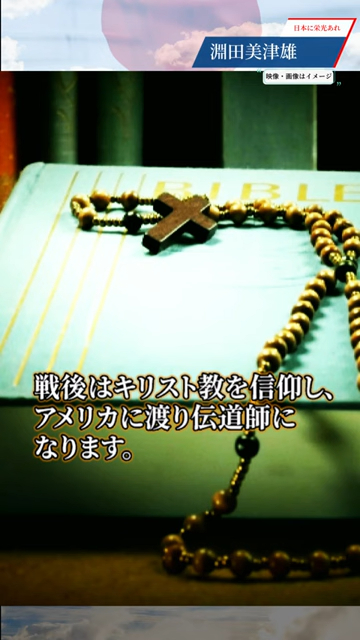 日本に栄光あれ
淵田美津雄
映像・画像はイメージ
BIBLE
戦後はキリスト教を信仰し、
アメリカに渡り伝道師に
なります。